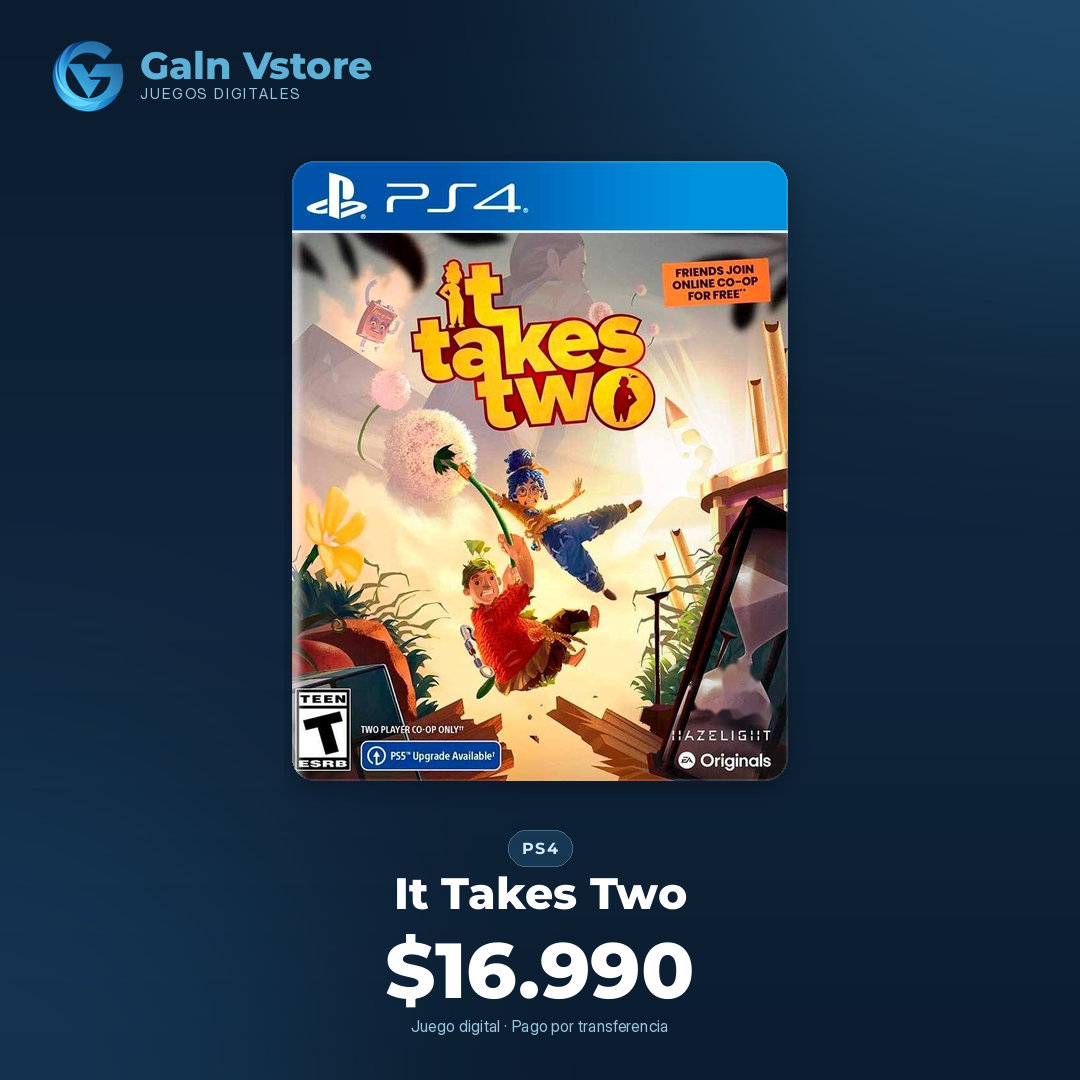 GaIn Vstore
JUEGOS DIGITALES
PS4
it
takes
two
FRIENDS JOIN
ONLINE CO-OP
FOR FREE**
TEEN
T
ESRB
TWO PLAYER CO-OP ONLY††
PS5™ Upgrade Available†
HAZELIGHT
EA Originals
PS4
It Takes Two
$16.990
Juego digital · Pago por transferencia